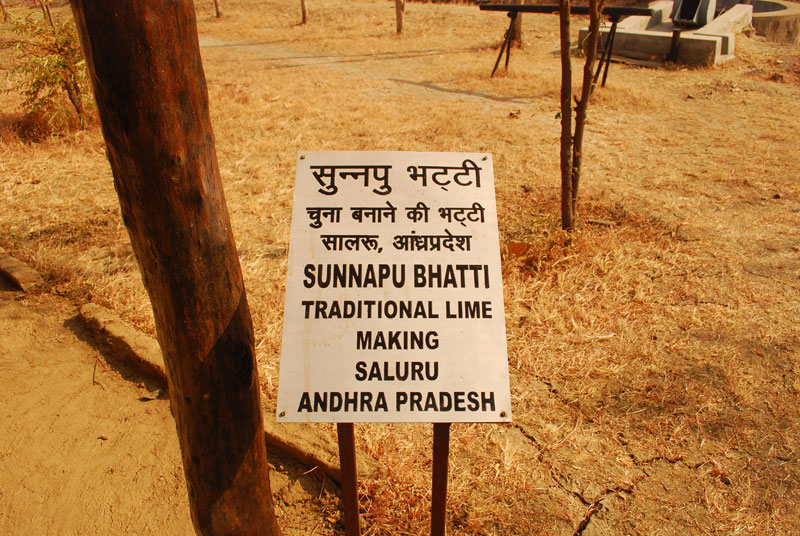 सुन्नपु भट्टी
चुना बनाने की भट्टी
सालरू, आंध्रप्रदेश
SUNNAPU BHATTI
TRADITIONAL LIME
MAKING
SALURU
ANDHRA PRADESH